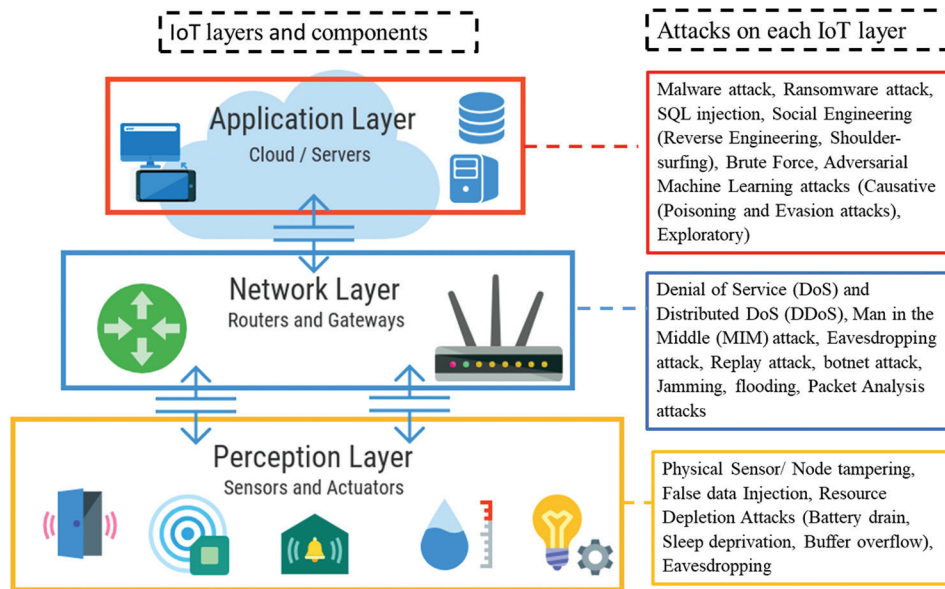 IoT layers and components
Attacks on each IoT layer
Application Layer
Cloud / Servers
Malware attack, Ransomware attack,
SQL injection, Social Engineering
(Reverse Engineering, Shoulder-
surfing), Brute Force, Adversarial
Machine Learning attacks (Causative
(Poisoning and Evasion attacks),
Exploratory)
Network Layer
Routers and Gateways
Denial of Service (DoS) and
Distributed DoS (DDoS), Man in the
Middle (MIM) attack, Eavesdropping
attack, Replay attack, botnet attack,
Jamming, flooding, Packet Analysis
attacks
Perception Layer
Sensors and Actuators
Physical Sensor/ Node tampering,
False data Injection, Resource
Depletion Attacks (Battery drain,
Sleep deprivation, Buffer overflow),
Eavesdropping